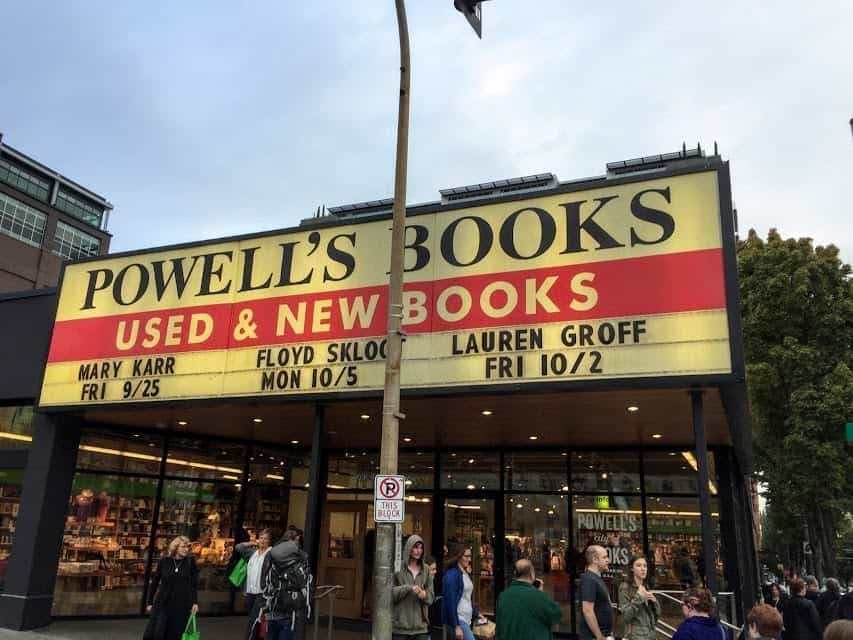 POWELL'S BOOKS
USED & NEW BOOKS
MARY KARR
FRI 9/25
FLOYD SKLOO
MON 10/5
LAUREN GROFF
FRI 10/2
P
THIS
BLOCK
POWELL'S
BOOKS